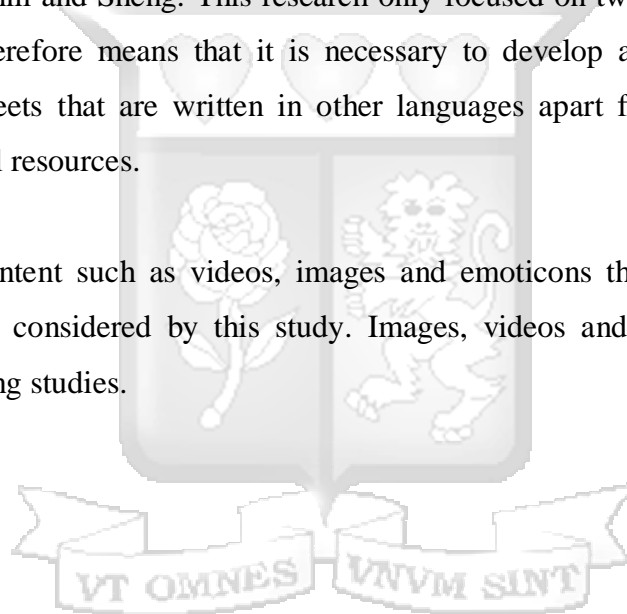 and Sheng. This research only focused on tw
erefore means that it is necessary to develop a
eets that are written in other languages apart f
l resources.
ntent such as videos, images and emoticons th
considered by this study. Images, videos and
ng studies.
VT OMNES VNVM SINT